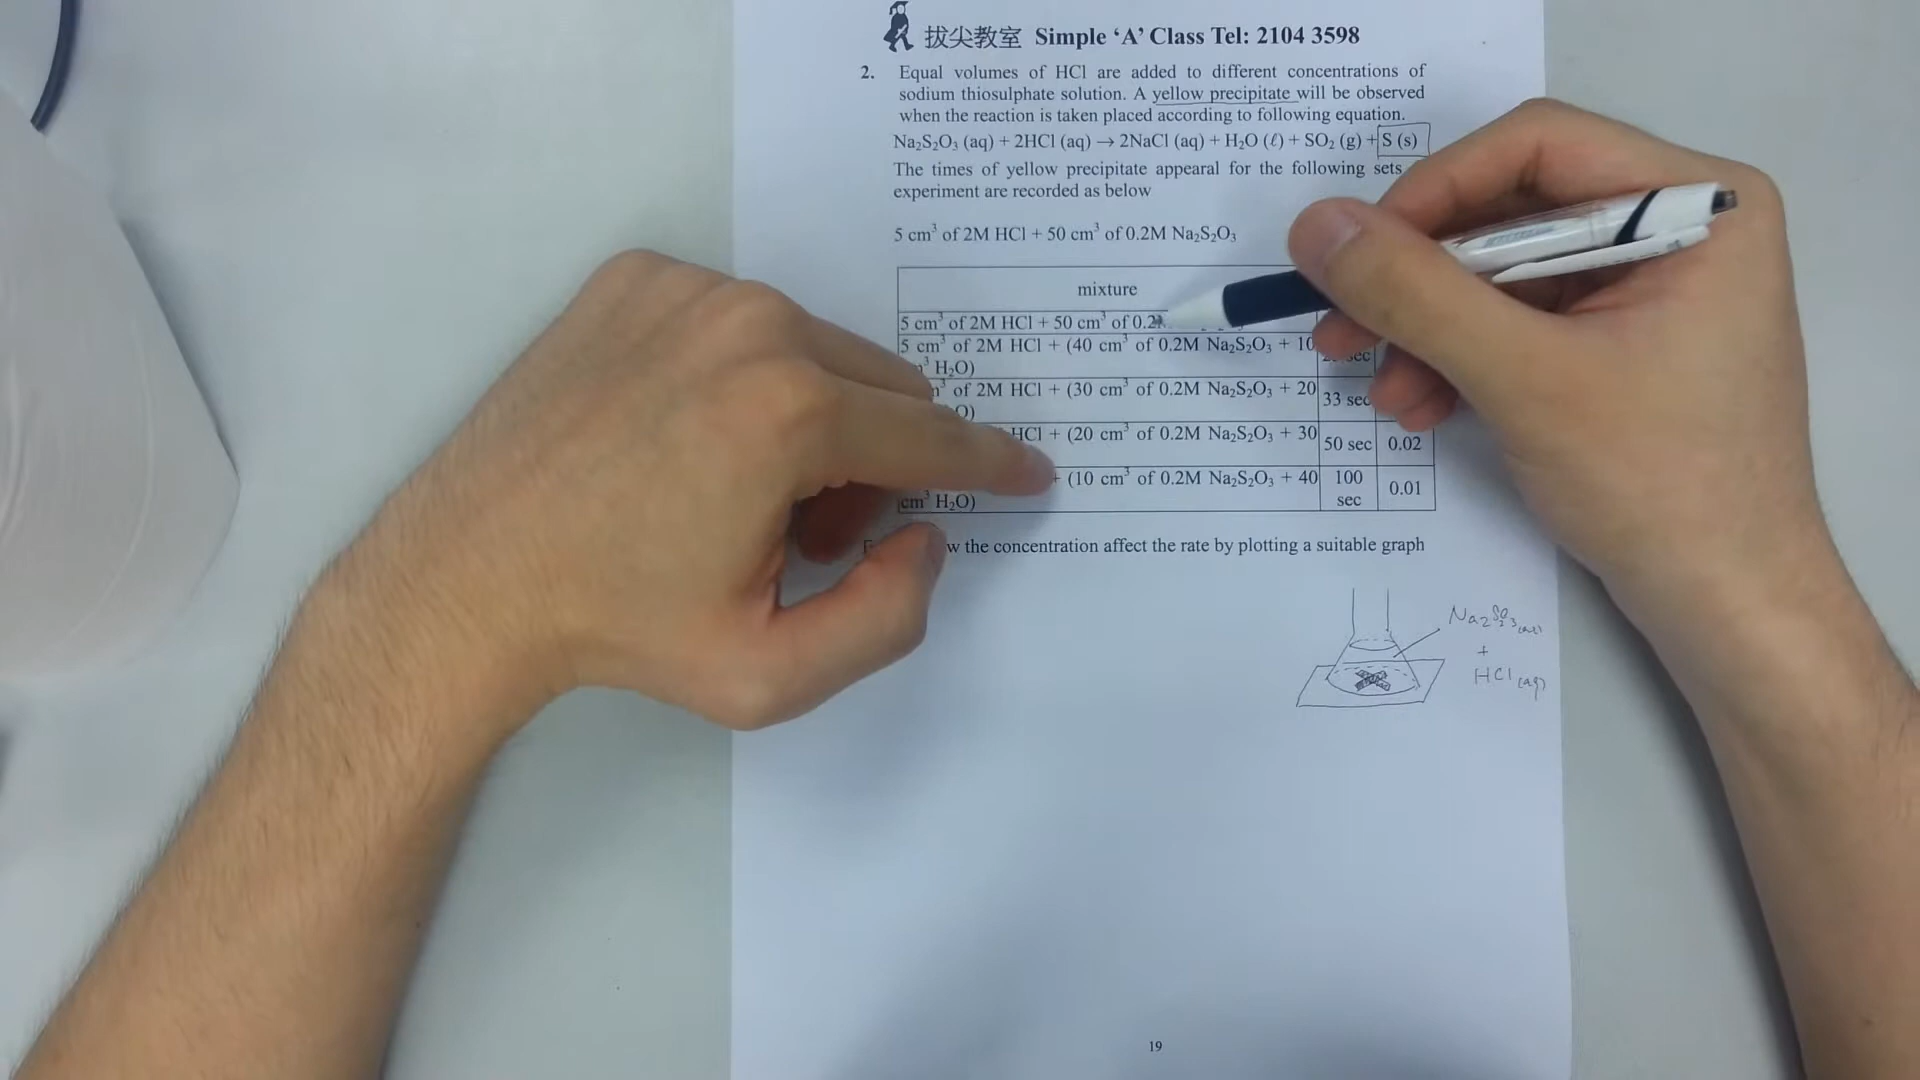 拔尖教室 Simple ‘A’ Class Tel: 2104 3598
2. Equal volumes of HCl are added to different concentrations of
sodium thiosulphate solution. A yellow precipitate will be observed
when the reaction is taken placed according to following equation.
Na₂S₂O₃ (aq) + 2HCl (aq) → 2NaCl (aq) + H₂O (ℓ) + SO₂ (g) + S (s)
The times of yellow precipitate appearal for the following sets
experiment are recorded as below
5 cm³ of 2M HCl + 50 cm³ of 0.2M Na₂S₂O₃
mixture
5 cm³ of 2M HCl + 50 cm³ of
5 cm³ of 2M HCl + (40 cm³ of 0.2M Na₂S₂O₃ + 10
H₂O) sec
of 2M HCl + (30 cm³ of 0.2M Na₂S₂O₃ + 20
33 sec
HCl + (20 cm³ of 0.2M Na₂S₂O₃ + 30
50 sec 0.02
+ (10 cm³ of 0.2M Na₂S₂O₃ + 40
cm³ H₂O) 100 sec 0.01
the concentration affect the rate by plotting a suitable graph
Na₂S₂O₃(aq)
+
HCl(aq)
19